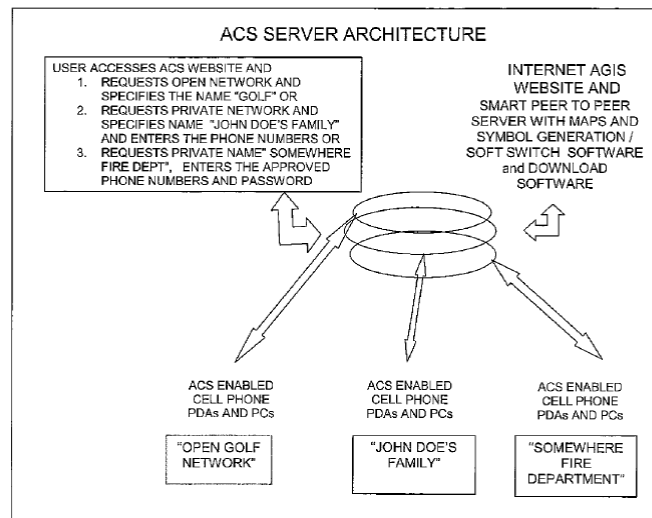 ACS SERVER ARCHITECTURE
USER ACCESSES ACS WEBSITE AND
1. REQUESTS OPEN NETWORK AND
SPECIFIES THE NAME "GOLF" OR
2. REQUESTS PRIVATE NETWORK AND
SPECIFIES NAME "JOHN DOE'S FAMILY"
AND ENTERS THE PHONE NUMBERS OR
3. REQUESTS PRIVATE NAME" SOMEWHERE
FIRE DEPT", ENTERS THE APPROVED
PHONE NUMBERS AND PASSWORD
INTERNET AGIS
WEBSITE AND
SMART PEER TO PEER
SERVER WITH MAPS AND
SYMBOL GENERATION /
SOFT SWITCH SOFTWARE
and DOWNLOAD
SOFTWARE
ACS ENABLED
CELL PHONE
PDAs AND PCs
"OPEN GOLF
NETWORK"
ACS ENABLED
CELL PHONE
PDAs AND PCs
"JOHN DOE'S
FAMILY"
ACS ENABLED
CELL PHONE
PDAs AND PCs
"SOMEWHERE
FIRE
DEPARTMENT"